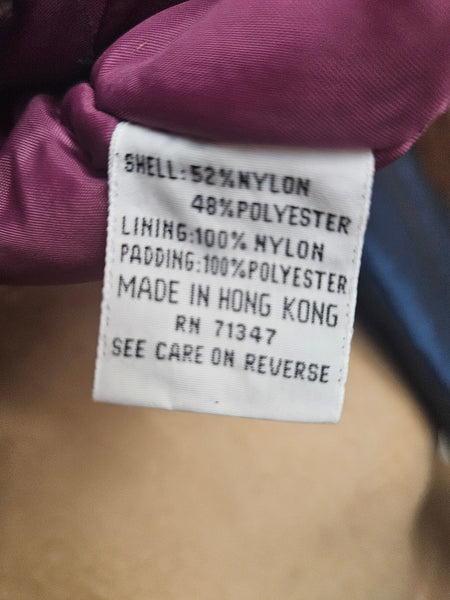 SHELL:52%NYLON
48%POLYESTER
LINING:100% NYLON
PADDING:100%POLYESTER
MADE IN HONG KONG
RN 71347
SEE CARE ON REVERSE